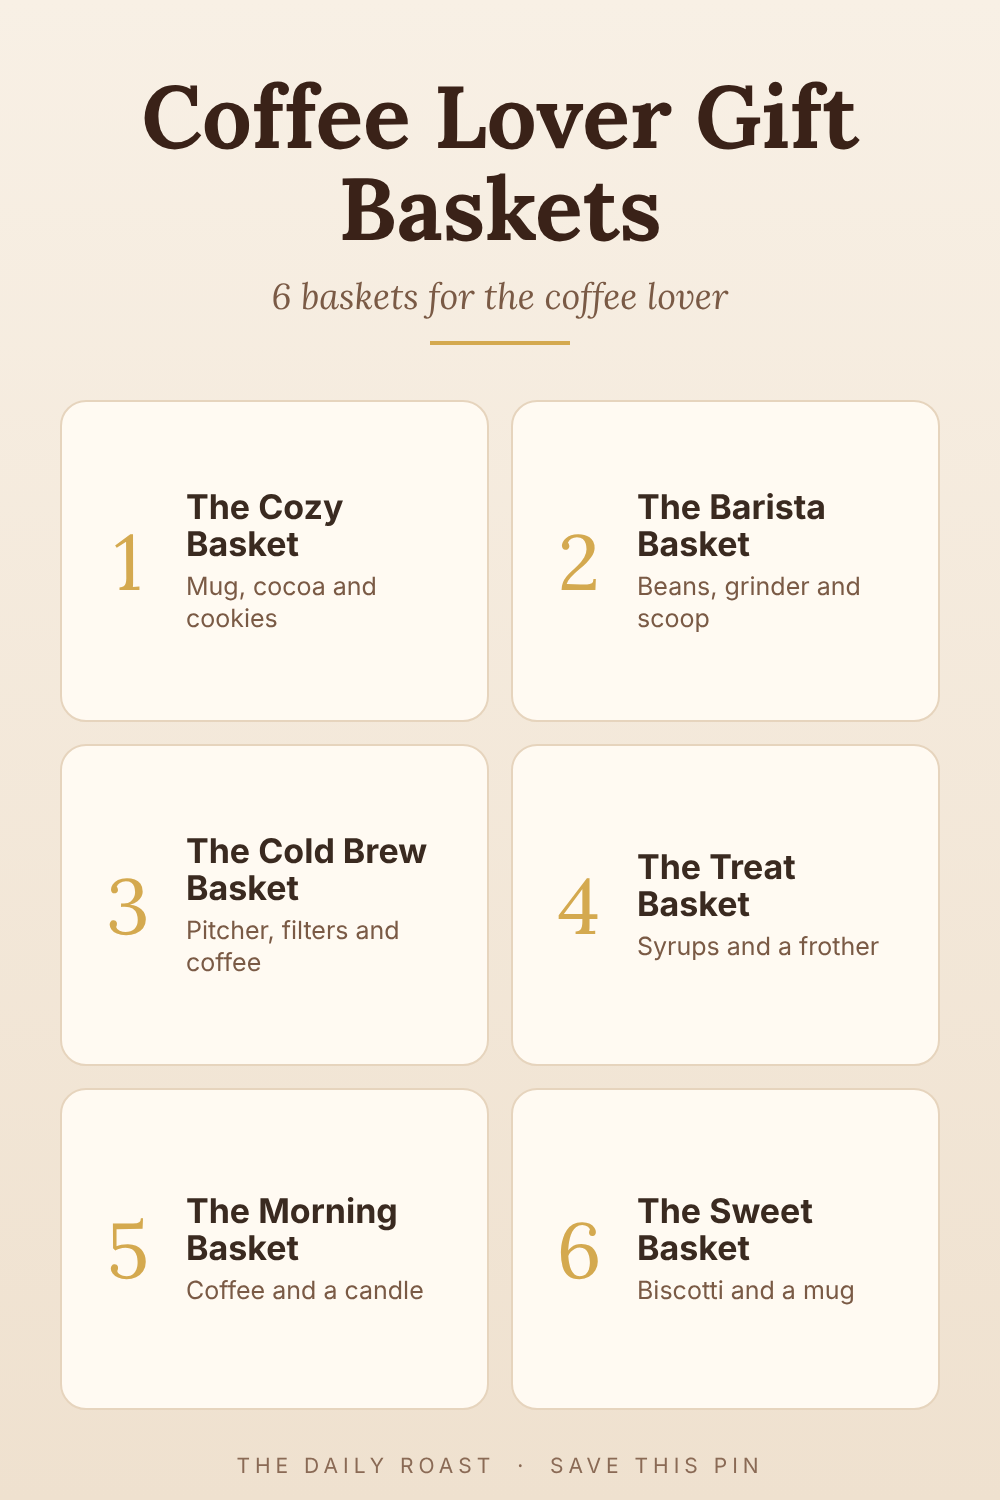 Coffee Lover Gift
Baskets
6 baskets for the coffee lover
1
The Cozy
Basket
Mug, cocoa and
cookies
2
The Barista
Basket
Beans, grinder and
scoop
3
The Cold Brew
Basket
Pitcher, filters and
coffee
4
The Treat
Basket
Syrups and a frother
5
The Morning
Basket
Coffee and a candle
6
The Sweet
Basket
Biscotti and a mug
THE DAILY ROAST · SAVE THIS PIN